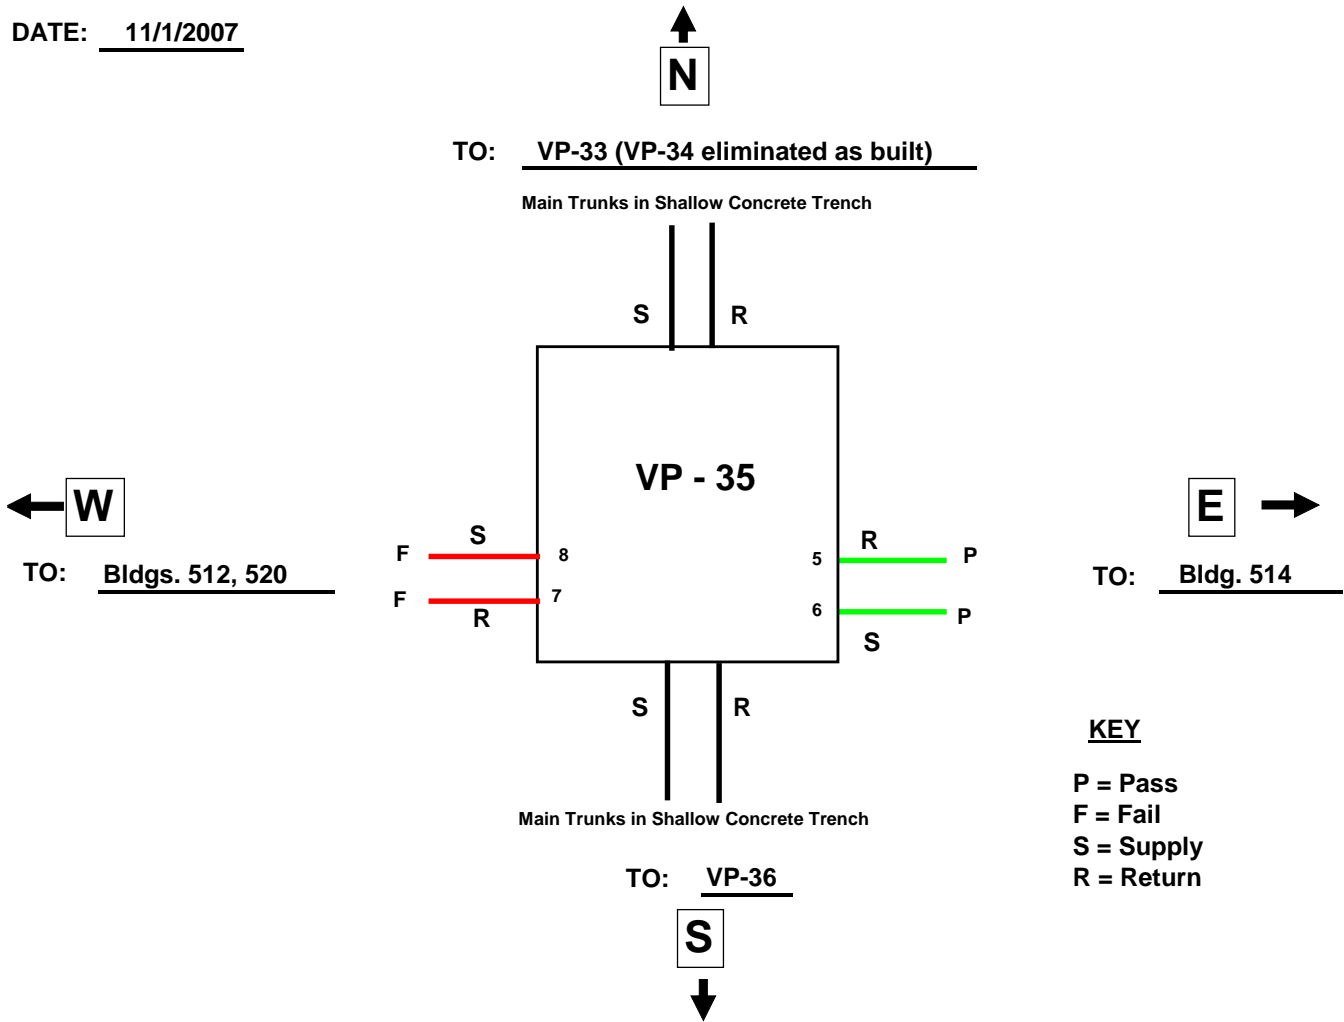 DATE: 11/1/2007
N
TO: VP-33 (VP-34 eliminated as built)
Main Trunks in Shallow Concrete Trench
S R
VP - 35
W
E
TO: Bldgs. 512, 520
TO: Bldg. 514
F S 8
5 R P
F R 7
6 S P
S R
KEY
P = Pass
F = Fail
S = Supply
R = Return
Main Trunks in Shallow Concrete Trench
TO: VP-36
S